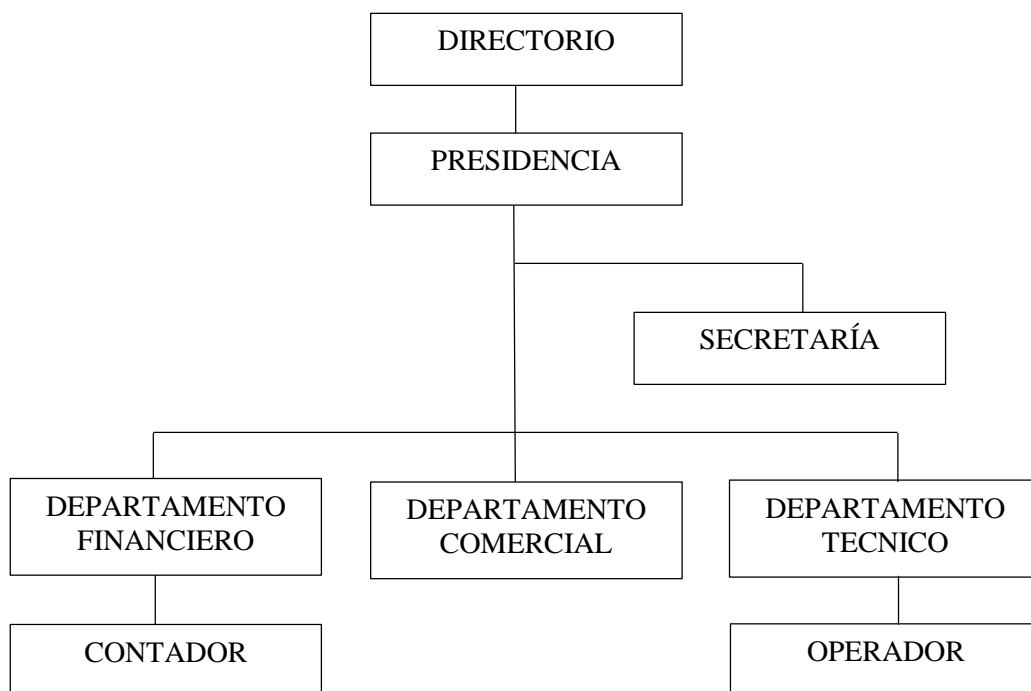 DIRECTORIO
PRESIDENCIA
SECRETARÍA
DEPARTAMENTO
FINANCIERO
DEPARTAMENTO
COMERCIAL
DEPARTAMENTO
TECNICO
CONTADOR
OPERADOR